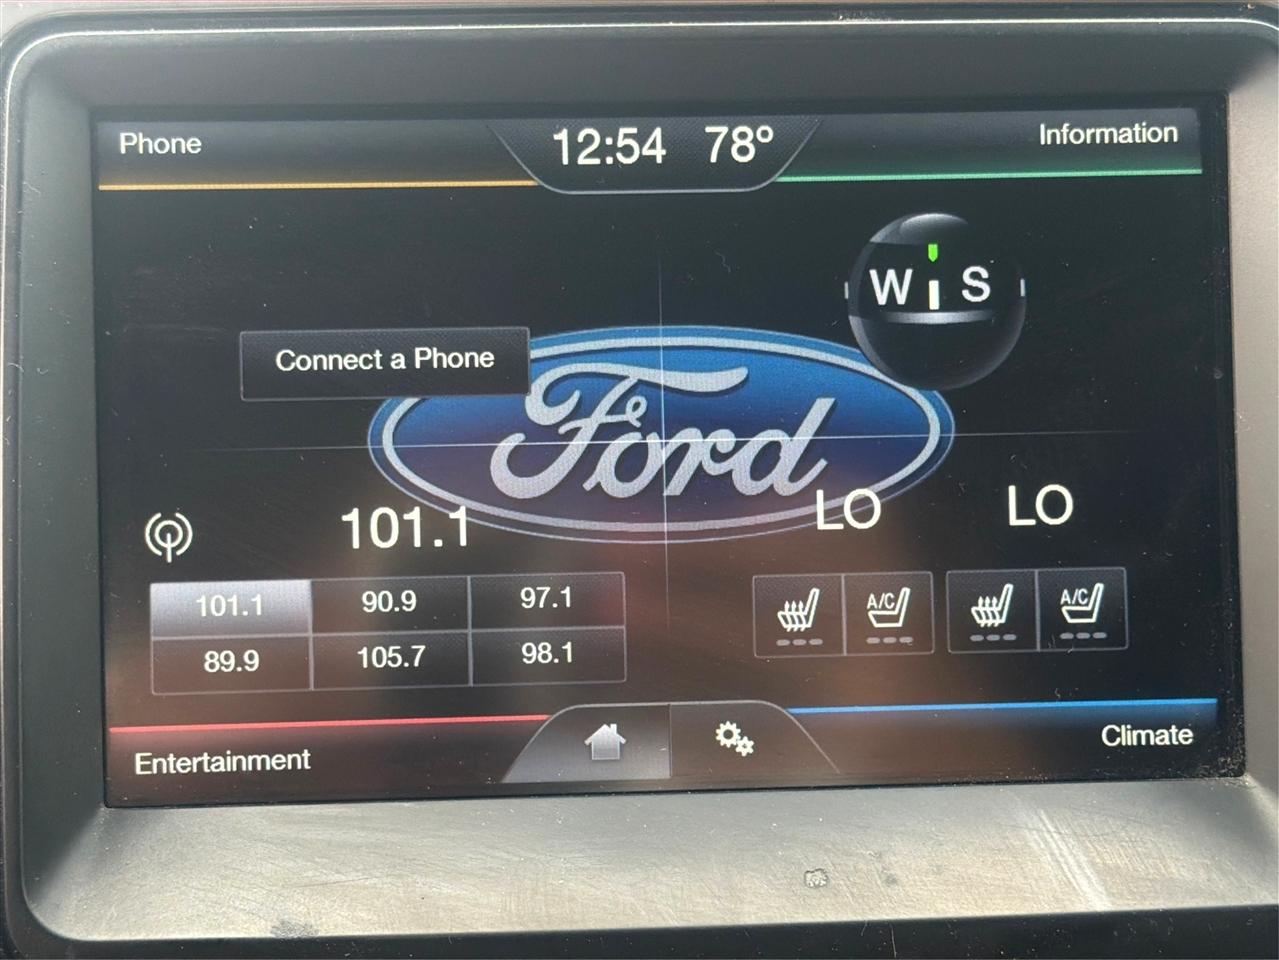 Phone
12:54 78º
Information
W S
Connect a Phone
Ford
101.1
LO LO
101.1 90.9 97.1
89.9 105.7 98.1
A/C A/C
Entertainment
Climate